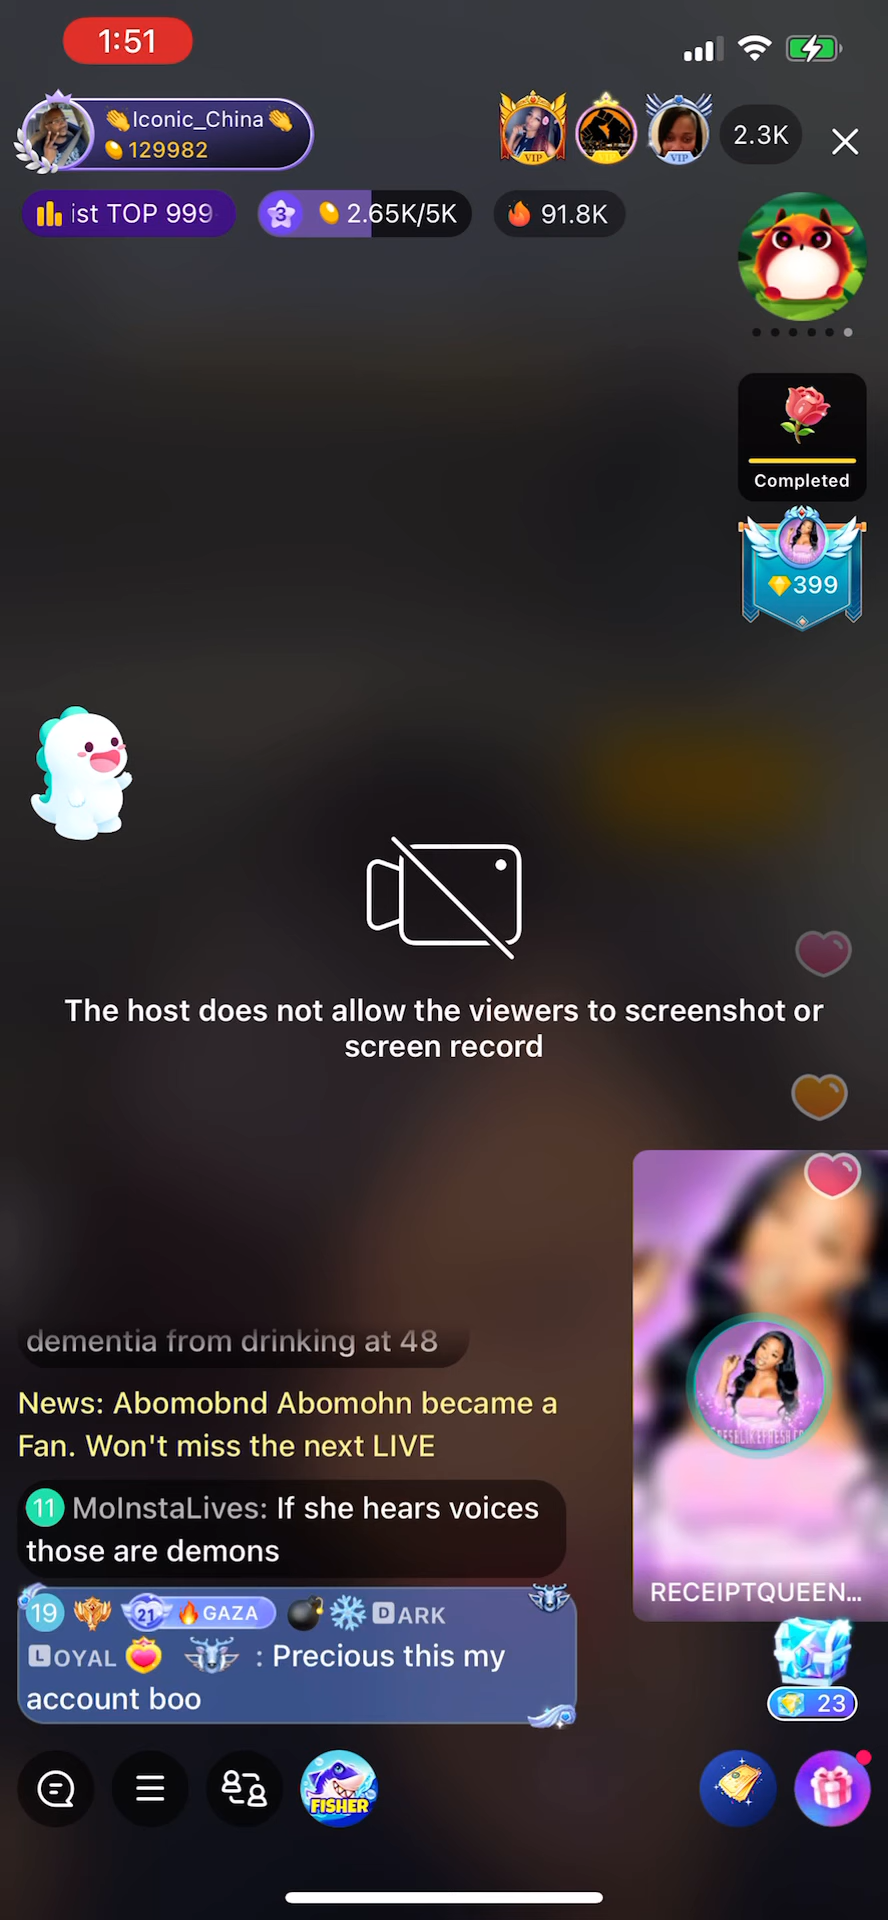 1:51
👏Iconic_China👏
129982
VIP
VIP
2.3K
ist TOP 999
3
2.65K/5K
91.8K
Completed
399
The host does not allow the viewers to screenshot or
screen record
dementia from drinking at 48
News: Abomobnd Abomohn became a
Fan. Won't miss the next LIVE
11 MoInstaLives: If she hears voices
those are demons
19 21 🔥GAZA 💣❄️ DARK
LOYAL : Precious this my
account boo
RECEIPTQUEEN...
23
FISHER